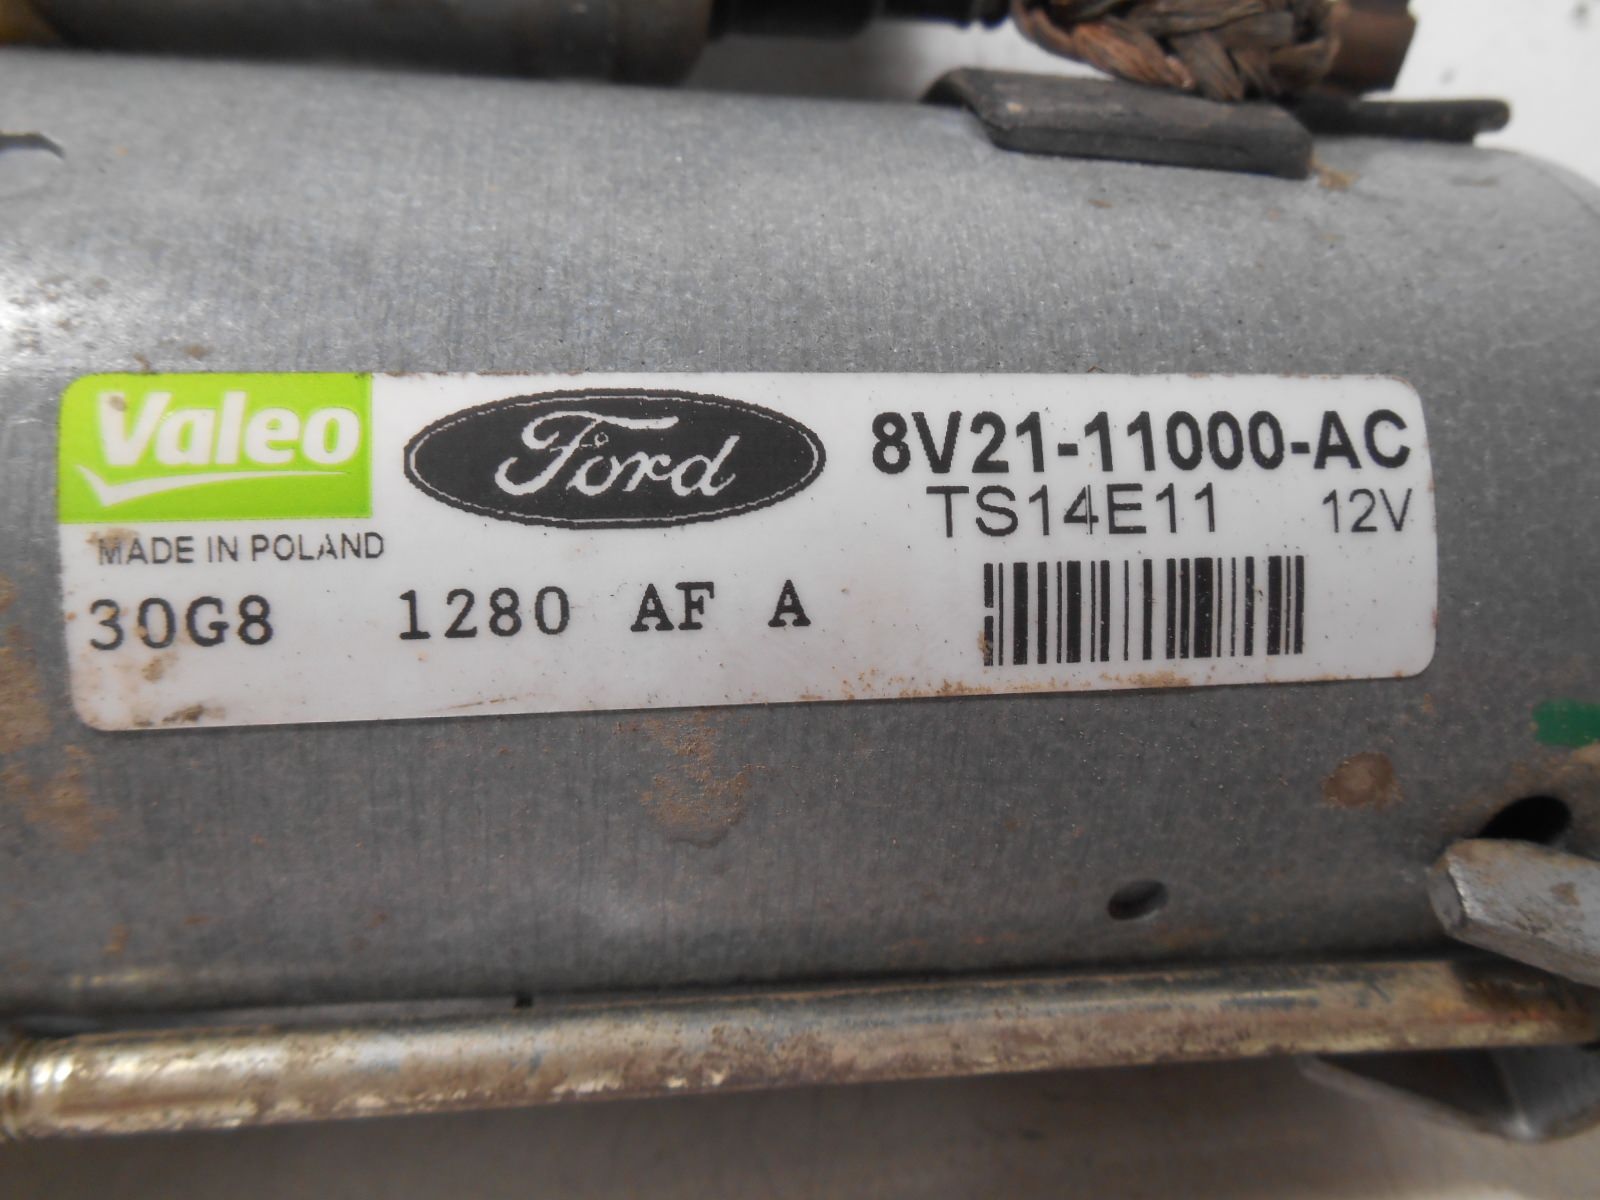 Valeo
Ford
8V21-11000-AC
TS14E11 12V
MADE IN POLAND
30G8 1280 AF A